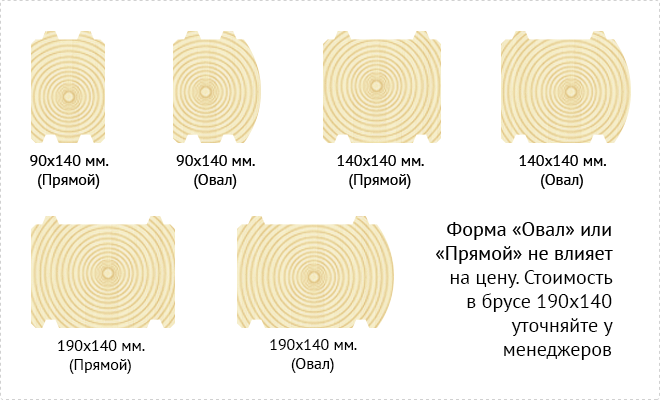 90х140 мм.
(Прямой)
90х140 мм.
(Овал)
140х140 мм.
(Прямой)
140х140 мм.
(Овал)
190х140 мм.
(Прямой)
190х140 мм.
(Овал)
Форма «Овал» или
«Прямой» не влияет
на цену. Стоимость
в брусе 190х140
уточняйте у
менеджеров